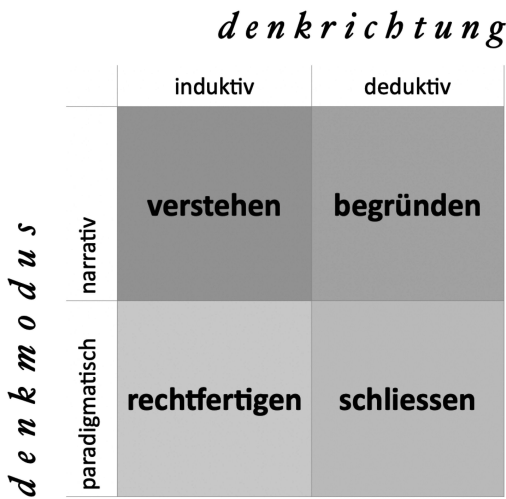 denkrichtung
induktiv deduktiv
denkmodus
narrativ
verstehen begründen
paradigmatisch
rechtfertigen schliessen